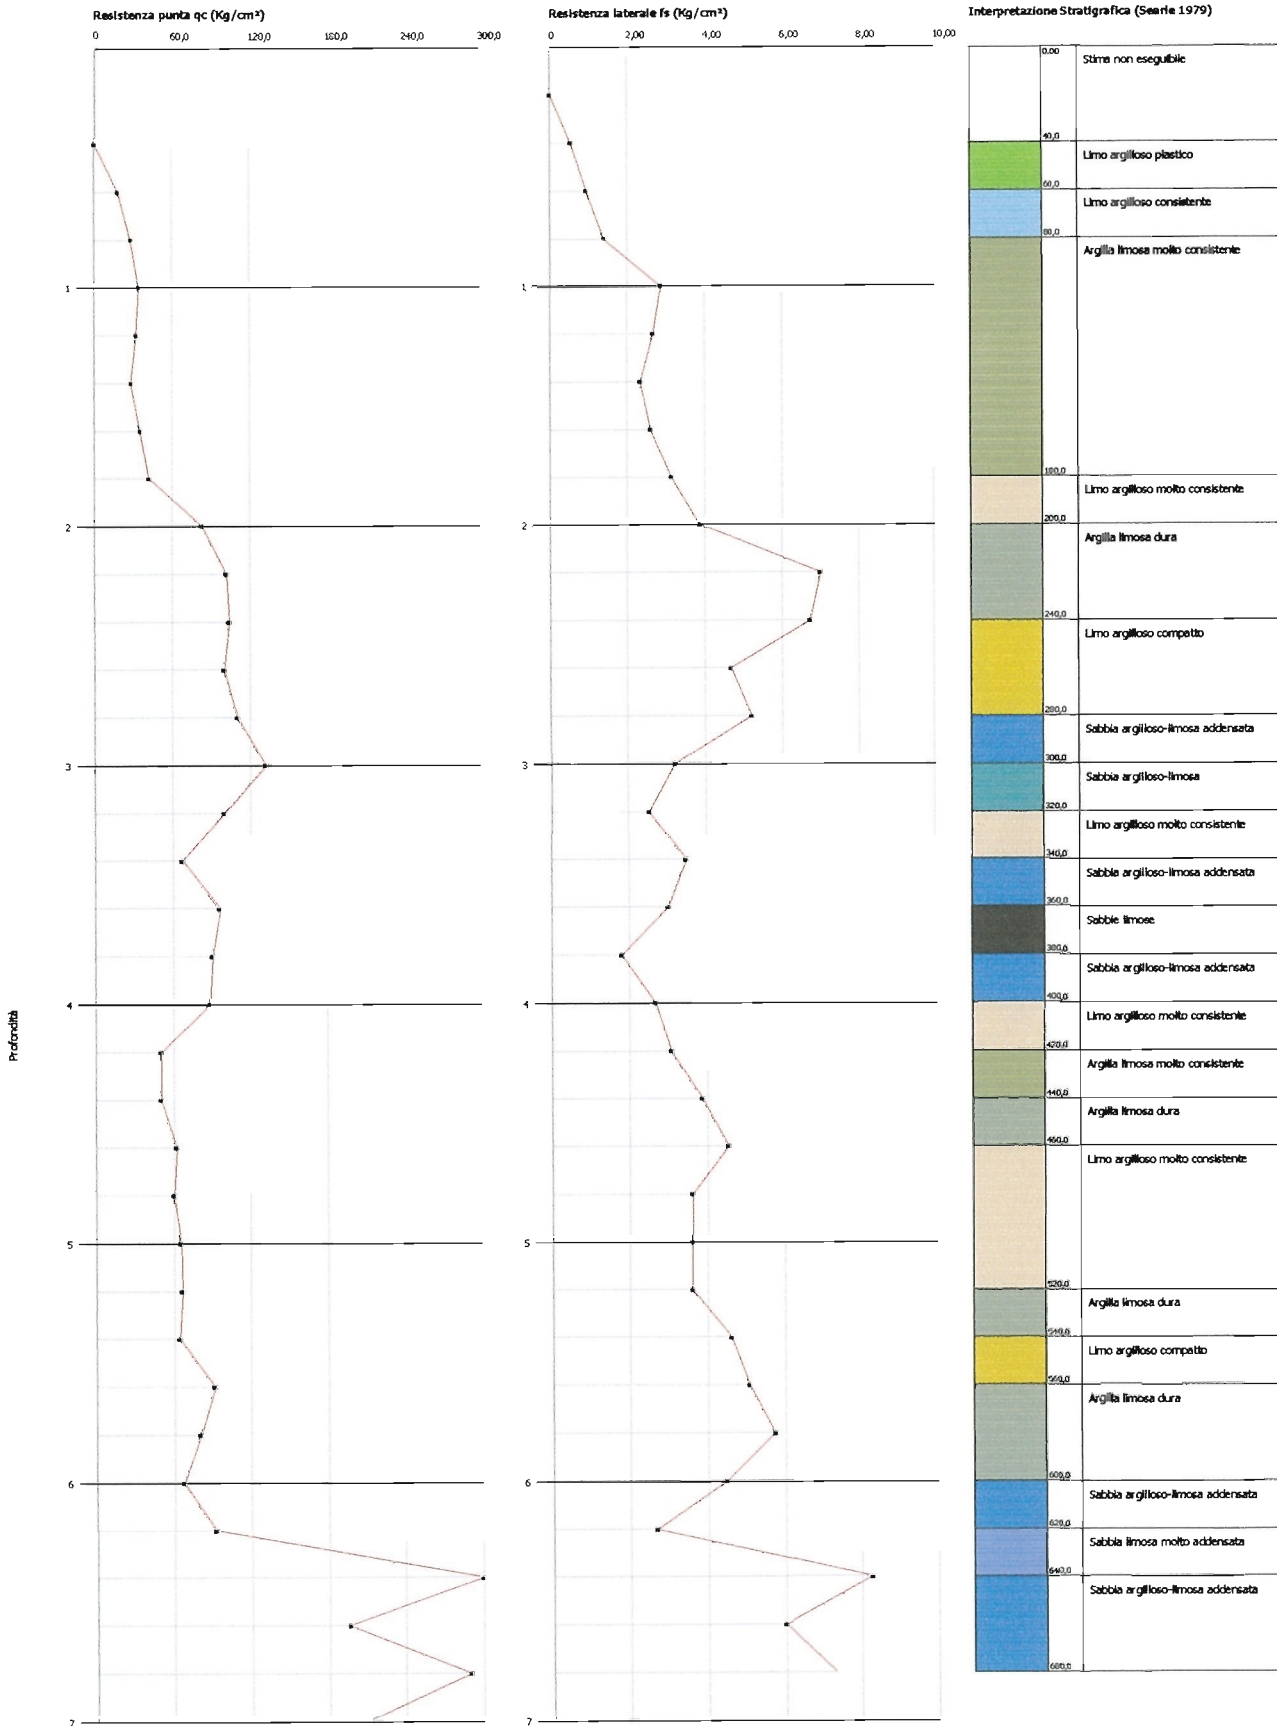 Resistenza punta qc (Kg/cm²)
0 60,0 120,0 180,0 240,0 300,0
Resistenza laterale fs (Kg/cm²)
0 2,00 4,00 6,00 8,00 10,00
Interpretazione Stratigrafica (Searle 1979)
Profondità
1
2
3
4
5
6
7
1
2
3
4
5
6
7
0.00
Stima non eseguibile
40,0
Limo argilloso plastico
60,0
Limo argilloso consistente
80,0
Argilla limosa molto consistente
180,0
Limo argilloso molto consistente
200,0
Argilla limosa dura
240,0
Limo argilloso compatto
280,0
Sabbia argilloso-limosa addensata
300,0
Sabbia argilloso-limosa
320,0
Limo argilloso molto consistente
340,0
Sabbia argilloso-limosa addensata
360,0
Sabbie limose
380,0
Sabbia argilloso-limosa addensata
400,0
Limo argilloso molto consistente
420,0
Argilla limosa molto consistente
440,0
Argilla limosa dura
460,0
Limo argilloso molto consistente
520,0
Argilla limosa dura
540,0
Limo argilloso compatto
560,0
Argilla limosa dura
600,0
Sabbia argilloso-limosa addensata
620,0
Sabbia limosa molto addensata
640,0
Sabbia argilloso-limosa addensata
680,0